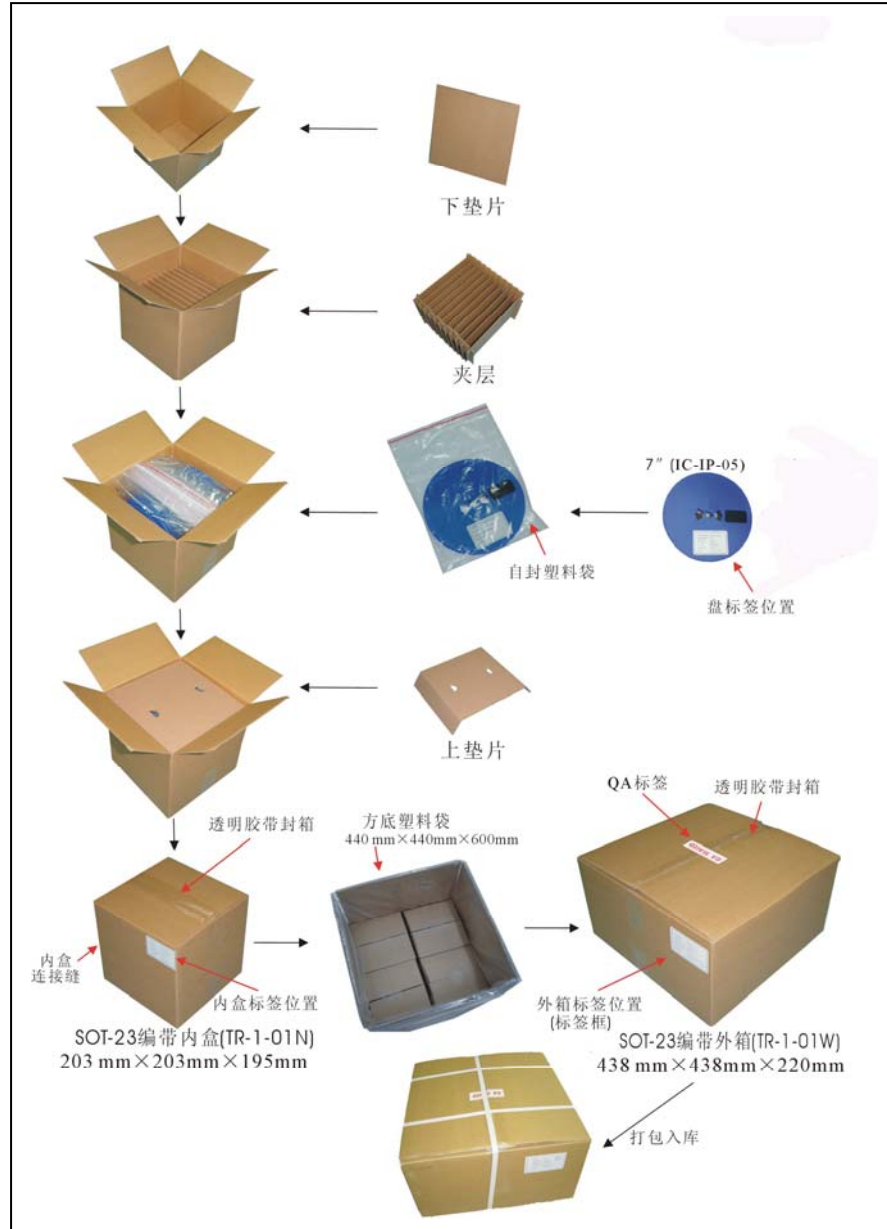 下垫片
夹层
7″ (IC-IP-05)
自封塑料袋
盘标签位置
上垫片
QA标签
透明胶带封箱
透明胶带封箱
方底塑料袋
440 mm×440mm×600mm
内盒
连接缝
内盒标签位置
外箱标签位置
(标签框)
SOT-23编带内盒(TR-1-01N)
203 mm×203mm×195mm
SOT-23编带外箱(TR-1-01W)
438 mm×438mm×220mm
打包入库